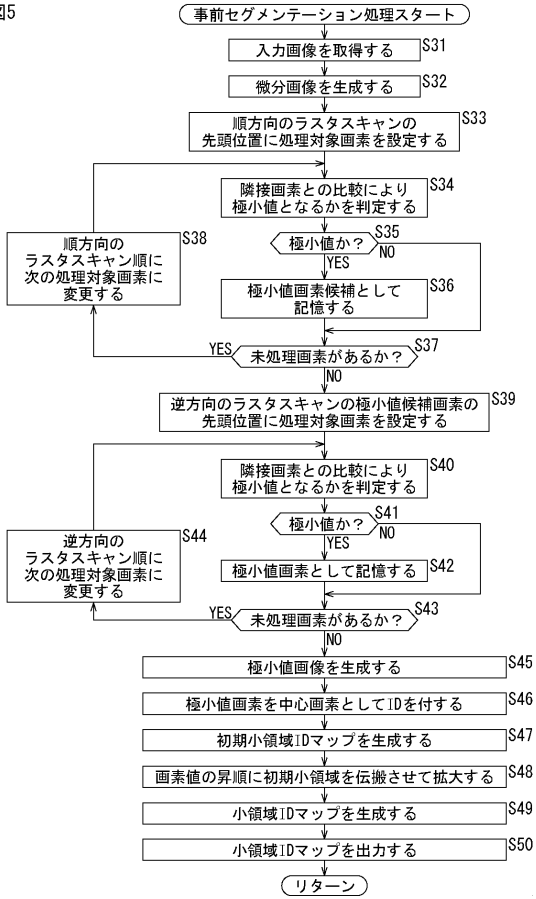 図5
事前セグメンテーション処理スタート
入力画像を取得する
S31
微分画像を生成する
S32
順方向のラスタスキャンの
先頭位置に処理対象画素を設定する
S33
隣接画素との比較により
極小値となるかを判定する
S34
極小値か？
S35
NO
YES
極小値画素候補として
記憶する
S36
未処理画素があるか？
S37
YES
NO
順方向の
ラスタスキャン順に
次の処理対象画素に
変更する
S38
逆方向のラスタスキャンの極小値候補画素の
先頭位置に処理対象画素を設定する
S39
隣接画素との比較により
極小値となるかを判定する
S40
極小値か？
S41
NO
YES
極小値画素として記憶する
S42
未処理画素があるか？
S43
YES
NO
逆方向の
ラスタスキャン順に
次の処理対象画素に
変更する
S44
極小値画像を生成する
S45
極小値画素を中心画素としてIDを付する
S46
初期小領域IDマップを生成する
S47
画素値の昇順に初期小領域を伝搬させて拡大する
S48
小領域IDマップを生成する
S49
小領域IDマップを出力する
S50
リターン